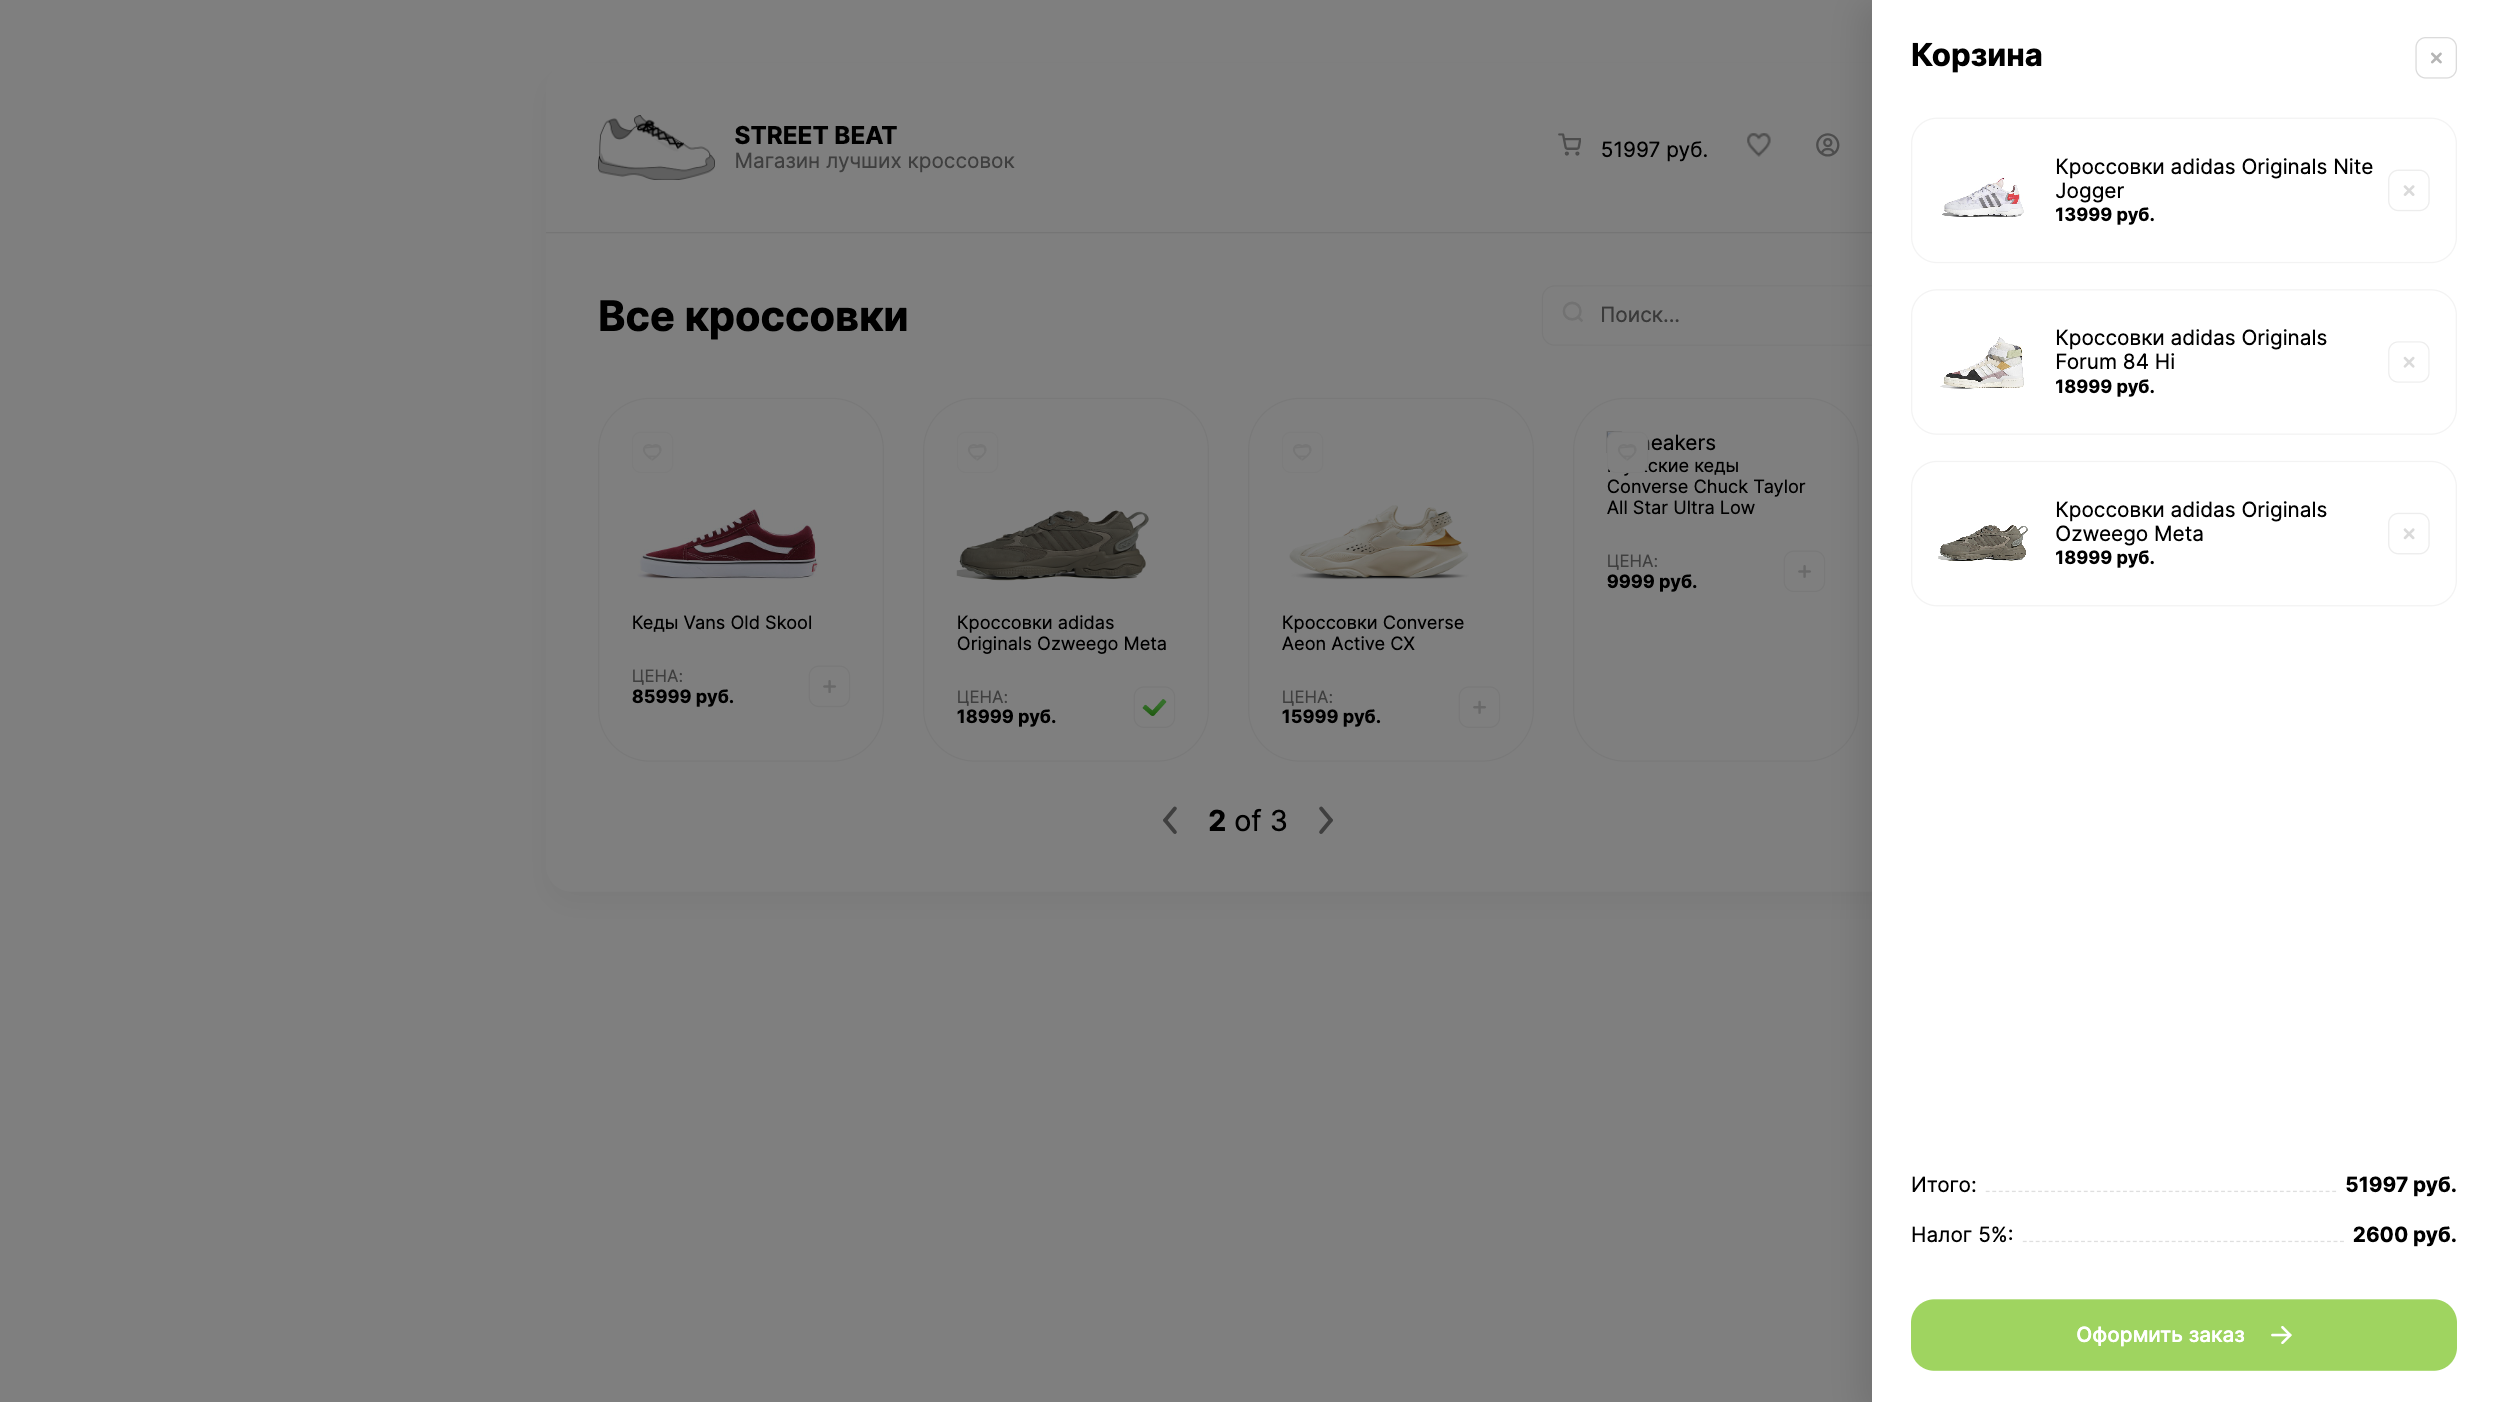 STREET BEAT
Магазин лучших кроссовок
51997 руб.
Все кроссовки
Поиск...
Кеды Vans Old Skool
ЦЕНА:
85999 руб.
Кроссовки adidas
Originals Ozweego Meta
ЦЕНА:
18999 руб.
Кроссовки Converse
Aeon Active CX
ЦЕНА:
15999 руб.
кеды
Converse Chuck Taylor
All Star Ultra Low
ЦЕНА:
9999 руб.
2 of 3
Корзина
Кроссовки adidas Originals Nite
Jogger
13999 руб.
Кроссовки adidas Originals
Forum 84 Hi
18999 руб.
Кроссовки adidas Originals
Ozweego Meta
18999 руб.
Итого: 51997 руб.
Налог 5%: 2600 руб.
Оформить заказ →